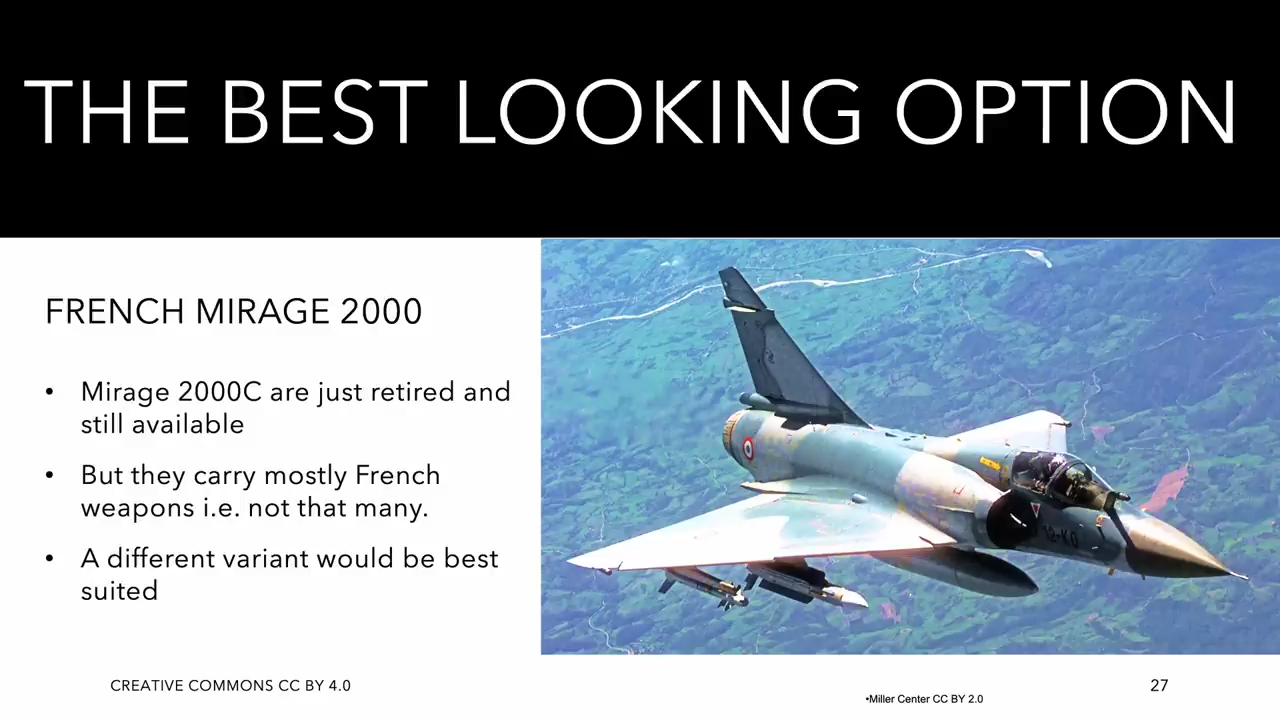 THE BEST LOOKING OPTION
FRENCH MIRAGE 2000
• Mirage 2000C are just retired and
still available
• But they carry mostly French
weapons i.e. not that many.
• A different variant would be best
suited
12-KO
CREATIVE COMMONS CC BY 4.0
•Miller Center CC BY 2.0
27